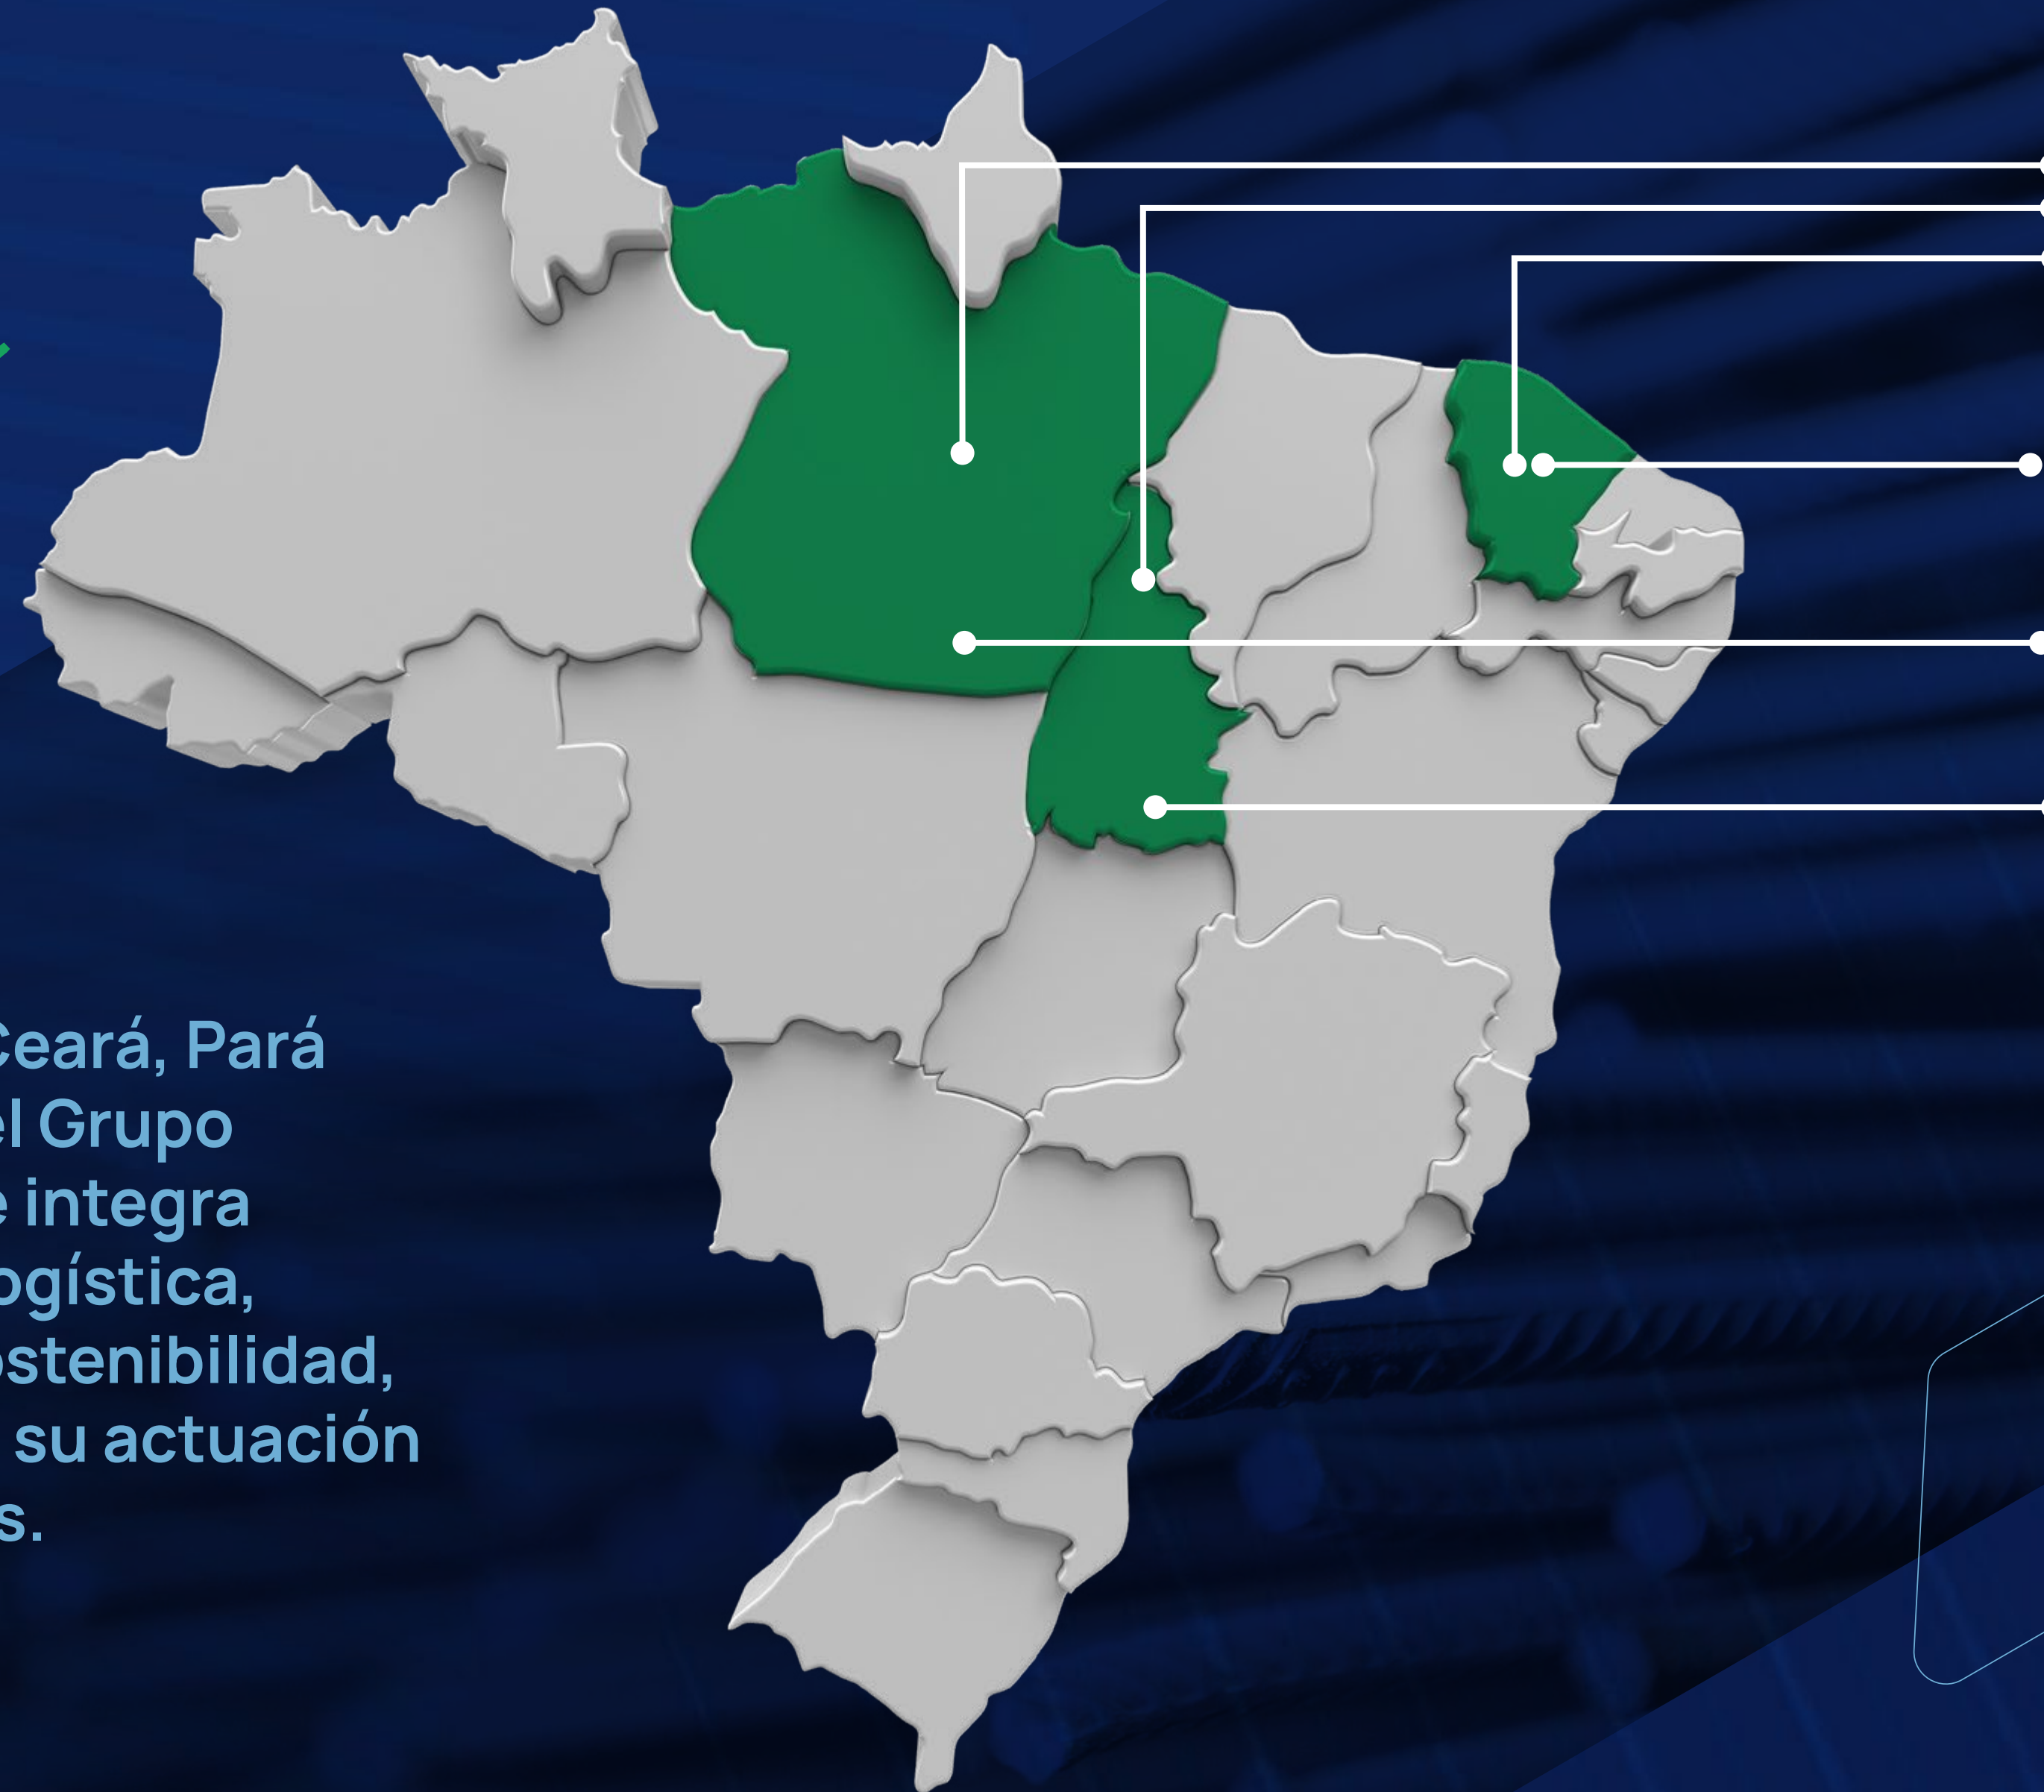 Ceará, Pará
el Grupo
e integra
ogística,
ostenibilidad,
su actuación
s.